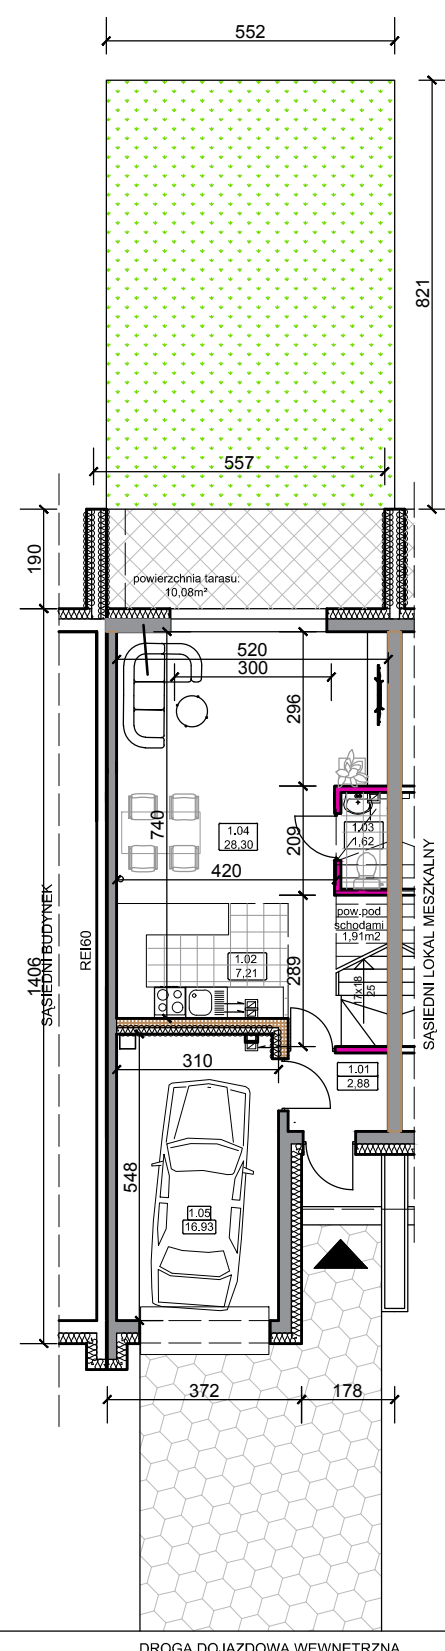 552
821
557
190
powierzchnia tarasu:
10,08m²
520
300
296
740
1.04
28.30
209
1.03
1,62
420
SĄSIEDNI BUDYNEK
1406
REI60
SĄSIEDNI LOKAL MESZKALNY
pow.pod
schodami
1,91m2
1.02
7,21
289
17x18
25
310
1.01
2,88
548
1.05
16.93
372
178
DROGA DOJAZDOWA WEWNĘTRZNA